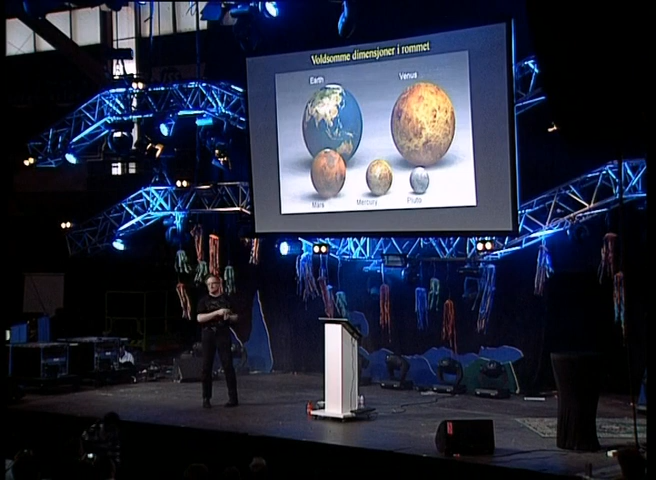 Voldsomme dimensjoner i rommet
Earth
Venus
Mars
Mercury
Pluto